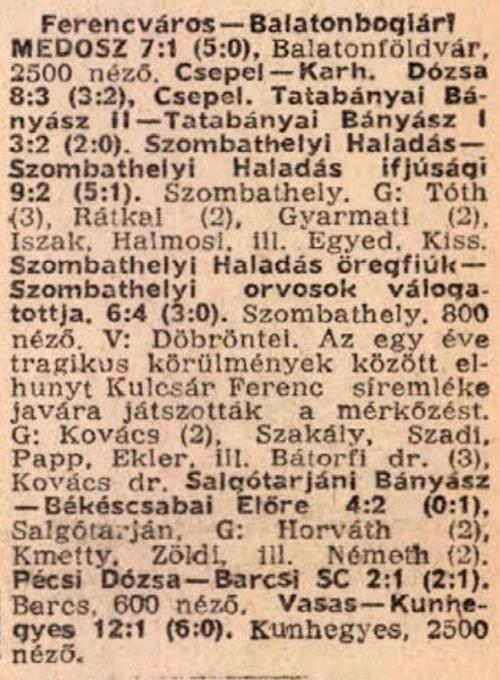 Ferencváros—Balatonboglári
MEDOSZ 7:1 (5:0), Balatonföldvár,
2500 néző. Csepel—Karh. Dózsa
8:3 (3:2), Csepel. Tatabányai Bá-
nyász II—Tatabányai Bányász I
3:2 (2:0). Szombathelyi Haladás—
Szombathelyi Haladás ifjúsági
9:2 (5:1). Szombathely. G: Tóth
(3), Rátkai (2), Gyarmati (2),
Iszak, Halmosi, ill. Egyed, Kiss.
Szombathelyi Haladás öregfiúk—
Szombathelyi orvosok váloga-
tottja. 6:4 (3:0). Szombathely. 800
néző. V: Döbröntei. Az egy éve
tragikus körülmények között el-
hunyt Kulcsár Ferenc síremléke
javára játszották a mérkőzést.
G: Kovács (2), Szakály, Szadi,
Papp, Ekler, ill. Bátorfi dr. (3),
Kovács dr. Salgótarjáni Bányász
—Békéscsabai Előre 4:2 (0:1),
Salgótarján, G: Horváth (2),
Kmetty, Zöldi, ill. Németh (2).
Pécsi Dózsa—Barcsi SC 2:1 (2:1).
Barcs, 600 néző. Vasas—Kunhe-
gyes 12:1 (6:0). Kunhegyes, 2500
néző.